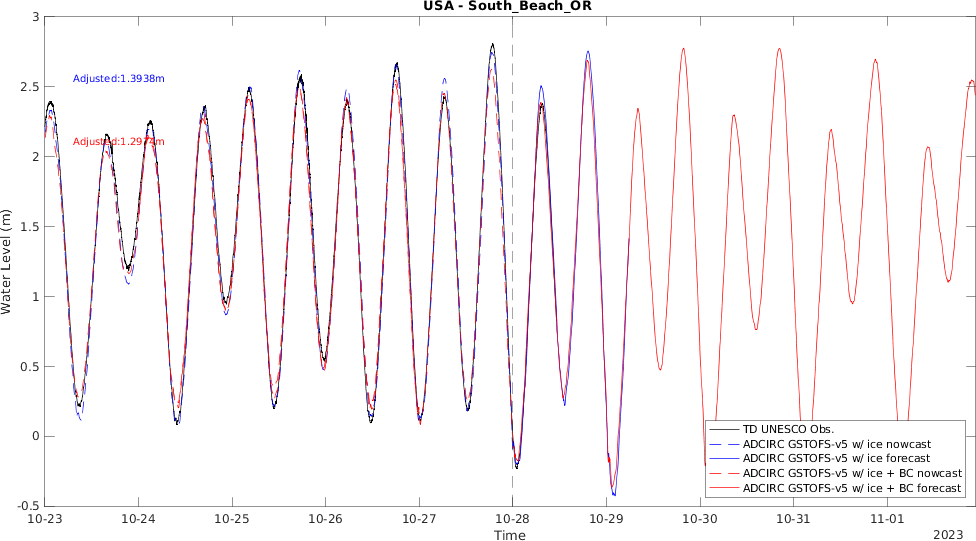 USA - South_Beach_OR
Water Level (m)
3
2.5
2
1.5
1
0.5
0
-0.5
Adjusted:1.3938m
Adjusted:1.2974m
TD UNESCO Obs.
ADCIRC GSTOFS-v5 w/ ice nowcast
ADCIRC GSTOFS-v5 w/ ice forecast
ADCIRC GSTOFS-v5 w/ ice + BC nowcast
ADCIRC GSTOFS-v5 w/ ice + BC forecast
10-23 10-24 10-25 10-26 10-27 10-28 10-29 10-30 10-31 11-01
Time
2023